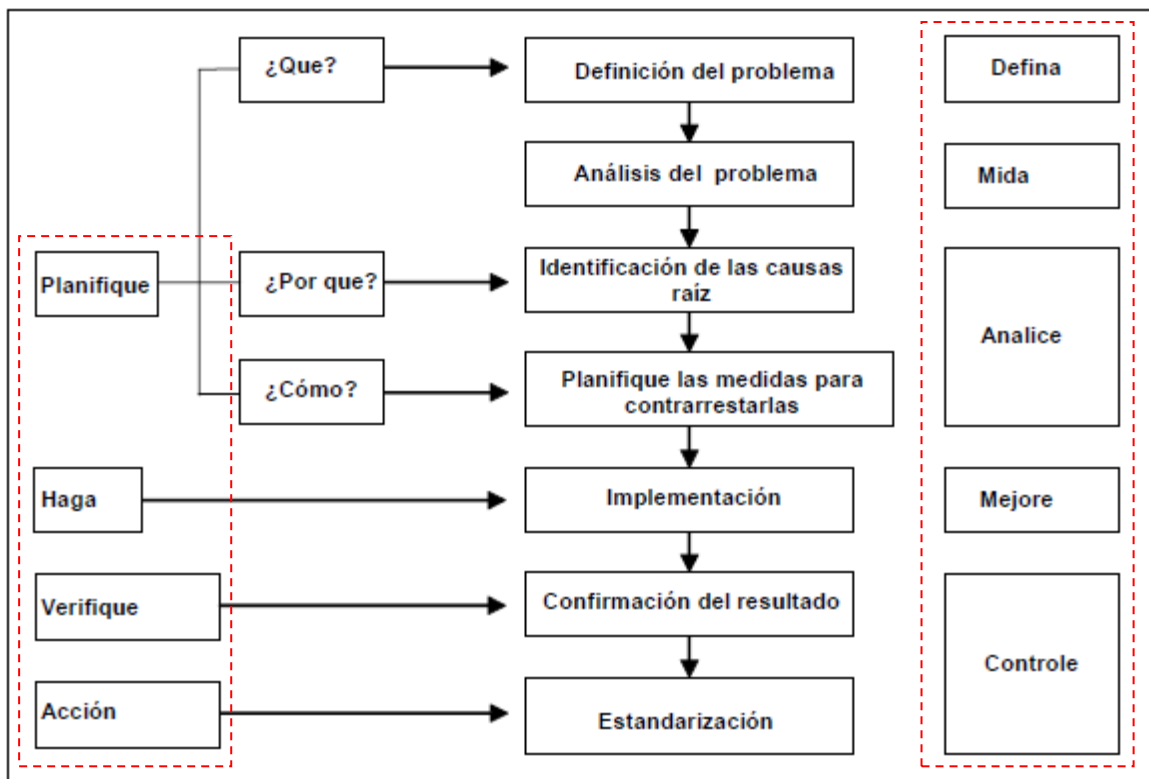 ¿Que?
Definición del problema
Defina
Análisis del problema
Mida
Planifique
¿Por que?
Identificación de las causas
raíz
Analice
¿Cómo?
Planifique las medidas para
contrarrestarlas
Haga
Implementación
Mejore
Verifique
Confirmación del resultado
Controle
Acción
Estandarización